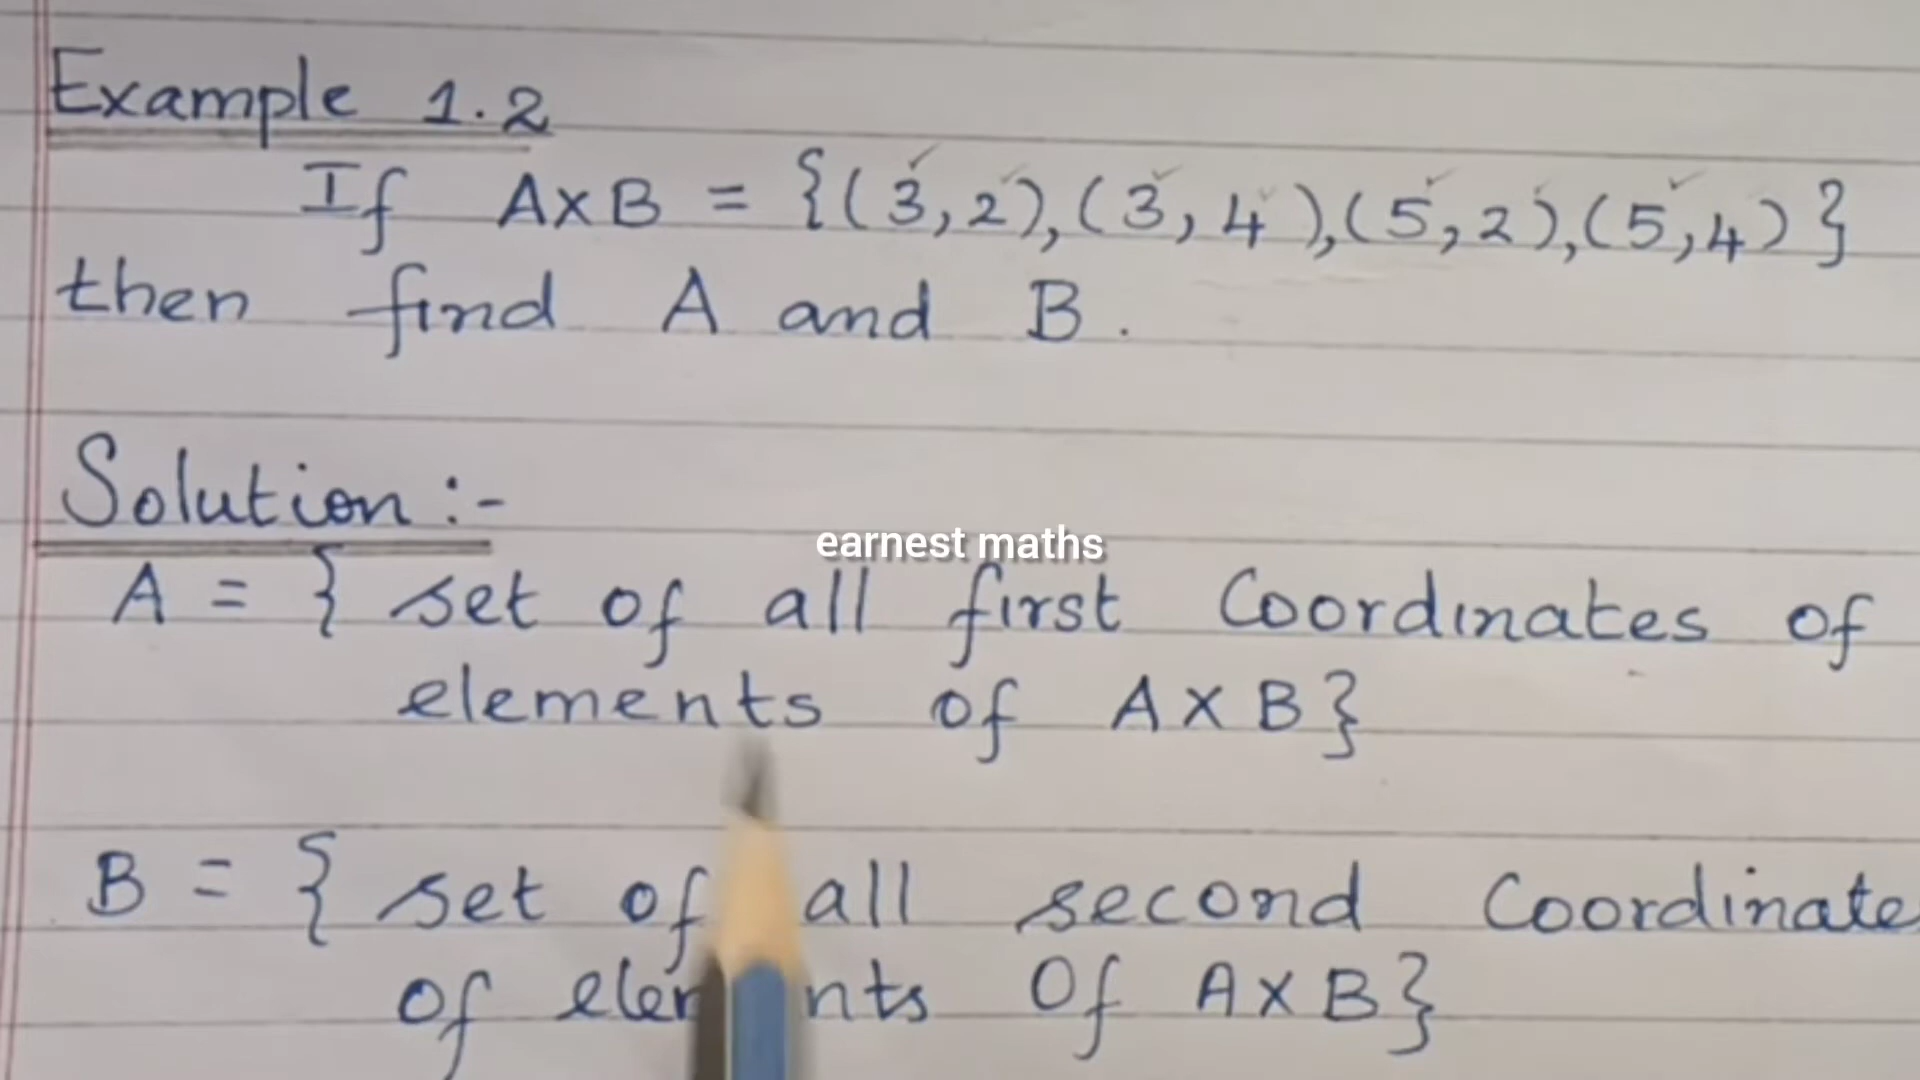 Example 1.2
If A×B = {(3,2),(3,4),(5,2),(5,4)}
then find A and B.
Solution :-
earnest maths
A = { set of all first Coordinates of
elements of A×B}
B = { set of all second Coordinate
of nts Of A×B}